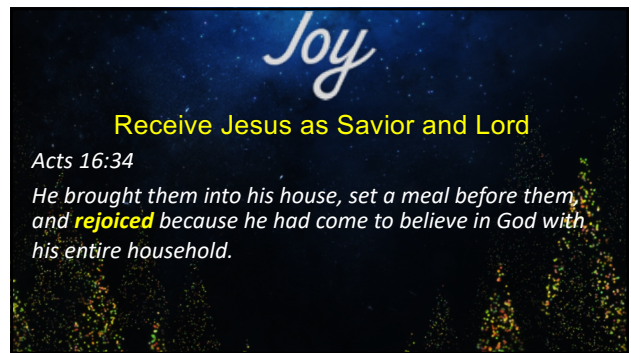 Joy
Receive Jesus as Savior and Lord
Acts 16:34
He brought them into his house, set a meal before them,
and rejoiced because he had come to believe in God with
his entire household.